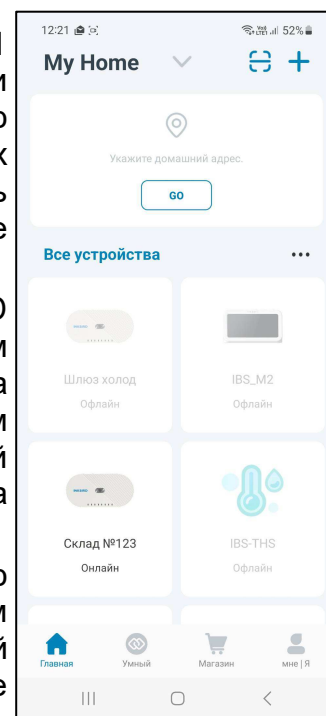 12:21 52%
My Home
Укажите домашний адрес.
GO
Все устройства
Шлюз холод IBS_M2
Офлайн Офлайн
Склад №123 IBS-THS
Онлайн Офлайн
Главная Умный Магазин мне | Я